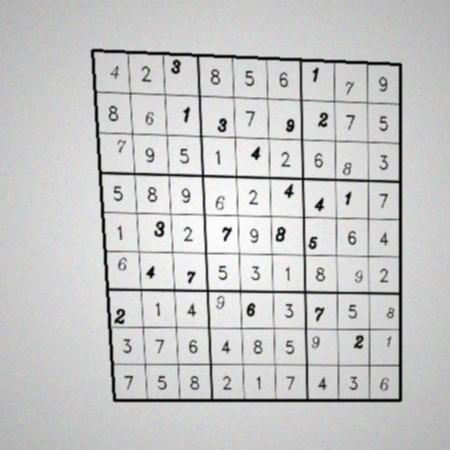 4 2 3 8 5 6 1 7 9
8 6 1 3 7 9 2 7 5
7 9 5 1 4 2 6 8 3
5 8 9 6 2 4 4 1 7
1 3 2 7 9 8 5 6 4
6 4 7 5 3 1 8 9 2
2 1 4 9 6 3 7 5 8
3 7 6 4 8 5 9 2 1
7 5 8 2 1 7 4 3 6